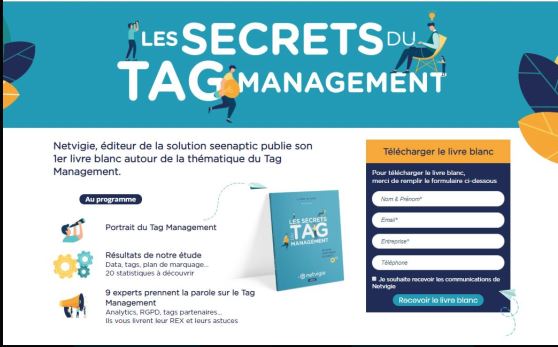 LES SECRETS DU
TAG MANAGEMENT
Netvigie, éditeur de la solution seenaptic publie son
1er livre blanc autour de la thématique du Tag
Management.
Au programme
Portrait du Tag Management
Résultats de notre étude
Data, tags, plan de marquage...
20 statistiques à découvrir
9 experts prennent la parole sur le Tag
Management
Analytics, RGPD, tags partenaires...
Ils vous livrent leur REX et leurs astuces
LES SECRETS
DU
TAG
MANAGEMENT
netvigie
Télécharger le livre blanc
Pour télécharger le livre blanc,
merci de remplir le formulaire ci-dessous
Nom & Prénom*
Email*
Entreprise*
Téléphone
Je souhaite recevoir les communications de
Netvigie
Recevoir le livre blanc